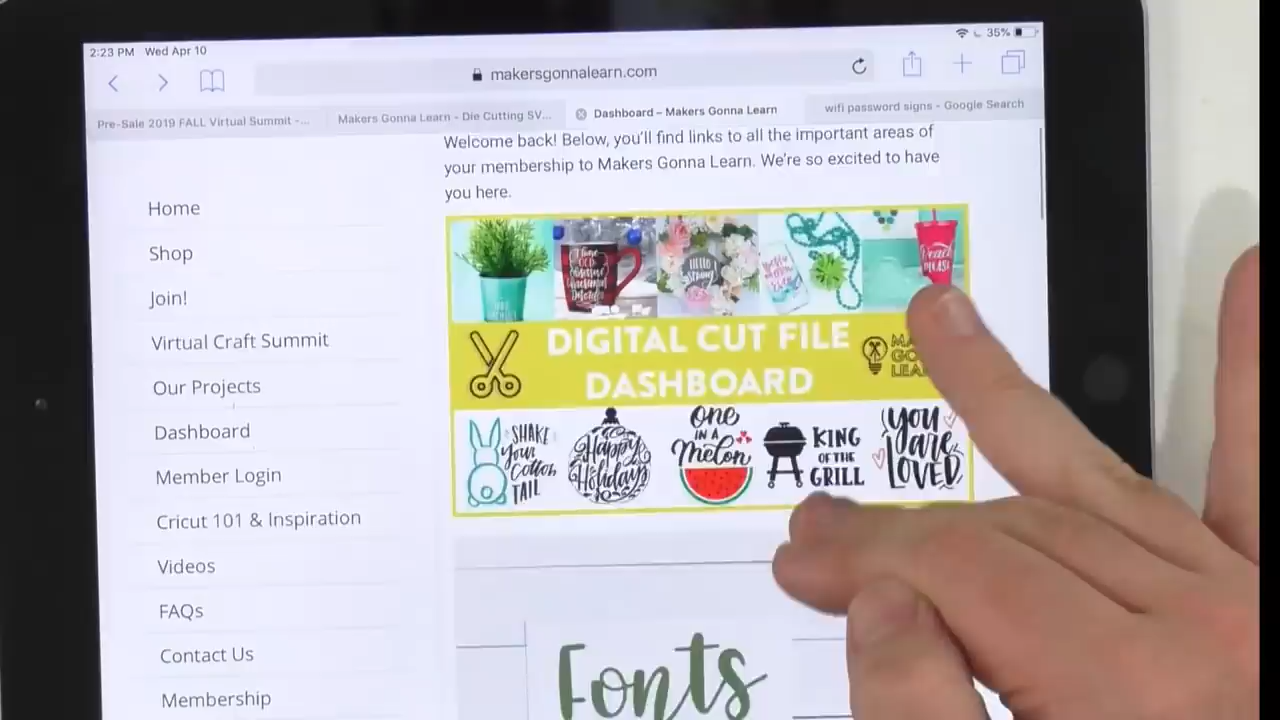 2:23 PM Wed Apr 10
35%
makersgonnalearn.com
Pre-Sale 2019 FALL Virtual Summit -...
Makers Gonna Learn - Die Cutting SV...
Dashboard – Makers Gonna Learn
wifi password signs - Google Search
Welcome back! Below, you'll find links to all the important areas of
your membership to Makers Gonna Learn. We're so excited to have
you here.
Home
Shop
Join!
Virtual Craft Summit
Our Projects
Dashboard
Member Login
Cricut 101 & Inspiration
Videos
FAQs
Contact Us
Membership
HELLO
spring
PLEASE
DIGITAL CUT FILE
DASHBOARD
SHAKE
your
Cotton
TAIL
Happy
Holidays
one
IN A
Melon
KING
OF THE
GRILL
you
are
LOVED
Fonts